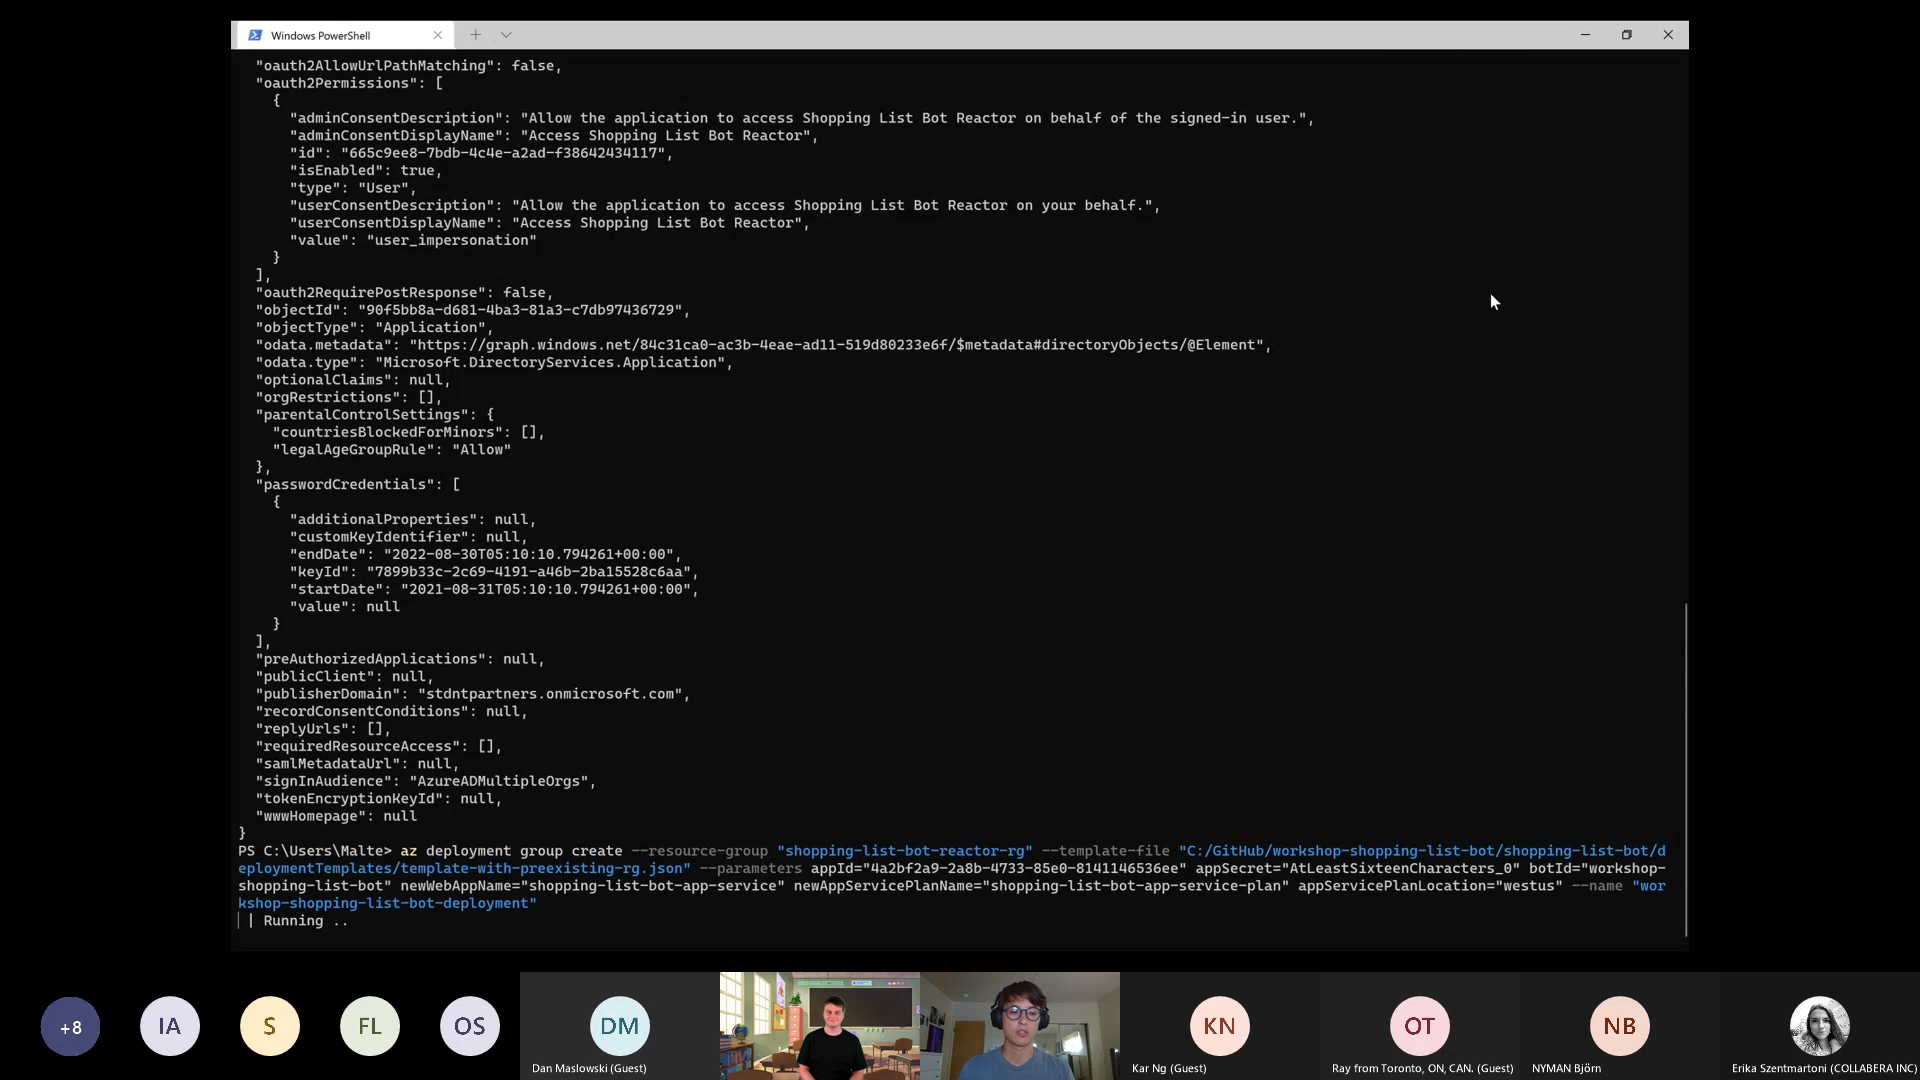 Windows PowerShell
"oauth2AllowUrlPathMatching": false,
"oauth2Permissions": [
{
"adminConsentDescription": "Allow the application to access Shopping List Bot Reactor on behalf of the signed-in user.",
"adminConsentDisplayName": "Access Shopping List Bot Reactor",
"id": "665c9ee8-7bdb-4c4e-a2ad-f38642434117",
"isEnabled": true,
"type": "User",
"userConsentDescription": "Allow the application to access Shopping List Bot Reactor on your behalf.",
"userConsentDisplayName": "Access Shopping List Bot Reactor",
"value": "user_impersonation"
}
],
"oauth2RequirePostResponse": false,
"objectId": "90f5bb8a-d681-4ba3-81a3-c7db97436729",
"objectType": "Application",
"odata.metadata": "https://graph.windows.net/84c31ca0-ac3b-4eae-ad11-519d80233e6f/$metadata#directoryObjects/@Element",
"odata.type": "Microsoft.DirectoryServices.Application",
"optionalClaims": null,
"orgRestrictions": [],
"parentalControlSettings": {
"countriesBlockedForMinors": [],
"legalAgeGroupRule": "Allow"
},
"passwordCredentials": [
{
"additionalProperties": null,
"customKeyIdentifier": null,
"endDate": "2022-08-30T05:10:10.794261+00:00",
"keyId": "7899b33c-2c69-4191-a46b-2ba15528c6aa",
"startDate": "2021-08-31T05:10:10.794261+00:00",
"value": null
}
],
"preAuthorizedApplications": null,
"publicClient": null,
"publisherDomain": "stdntpartners.onmicrosoft.com",
"recordConsentConditions": null,
"replyUrls": [],
"requiredResourceAccess": [],
"samlMetadataUrl": null,
"signInAudience": "AzureADMultipleOrgs",
"tokenEncryptionKeyId": null,
"wwwHomepage": null
}
PS C:\Users\Malte> az deployment group create --resource-group "shopping-list-bot-reactor-rg" --template-file "C:/GitHub/workshop-shopping-list-bot/shopping-list-bot/d
eploymentTemplates/template-with-preexisting-rg.json" --parameters appId="4a2bf2a9-2a8b-4733-85e0-8141146536ee" appSecret="AtLeastSixteenCharacters_0" botId="workshop-
shopping-list-bot" newWebAppName="shopping-list-bot-app-service" newAppServicePlanName="shopping-list-bot-app-service-plan" appServicePlanLocation="westus" --name "wor
kshop-shopping-list-bot-deployment"
| Running ..
+8
IA
S
FL
OS
DM
KN
OT
NB
Dan Maslowski (Guest)
Kar Ng (Guest)
Ray from Toronto, ON, CAN. (Guest)
NYMAN Björn
Erika Szentmartoni (COLLABERA INC)